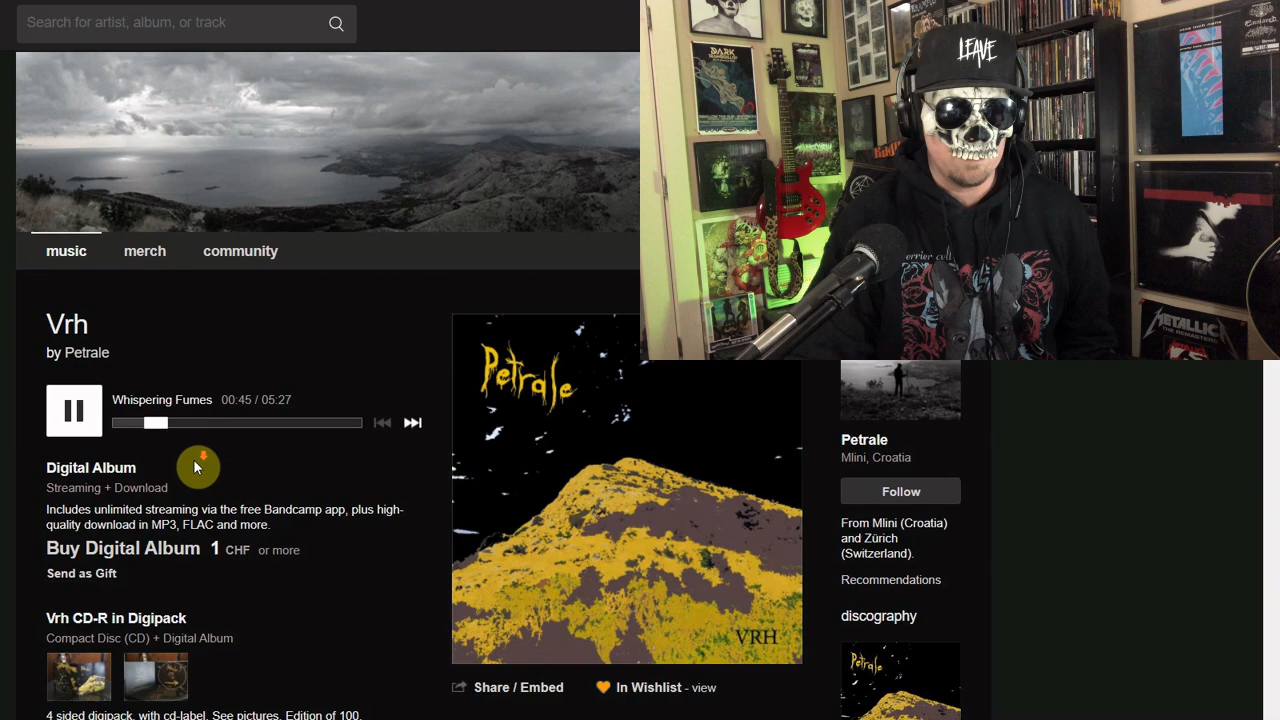 Search for artist, album, or track
LEAVE
METALLICA
THE REMASTERED
music
merch
community
Vrh
by Petrale
Whispering Fumes 00:45 / 05:27
Digital Album
Streaming + Download
Includes unlimited streaming via the free Bandcamp app, plus high-
quality download in MP3, FLAC and more.
Buy Digital Album 1 CHF or more
Send as Gift
Vrh CD-R in Digipack
Compact Disc (CD) + Digital Album
4 sided digipack, with cd-label. See pictures. Edition of 100.
Petrale
VRH
Share / Embed
In Wishlist - view
Petrale
Mlini, Croatia
Follow
From Mlini (Croatia)
and Zürich
(Switzerland).
Recommendations
discography
Petrale